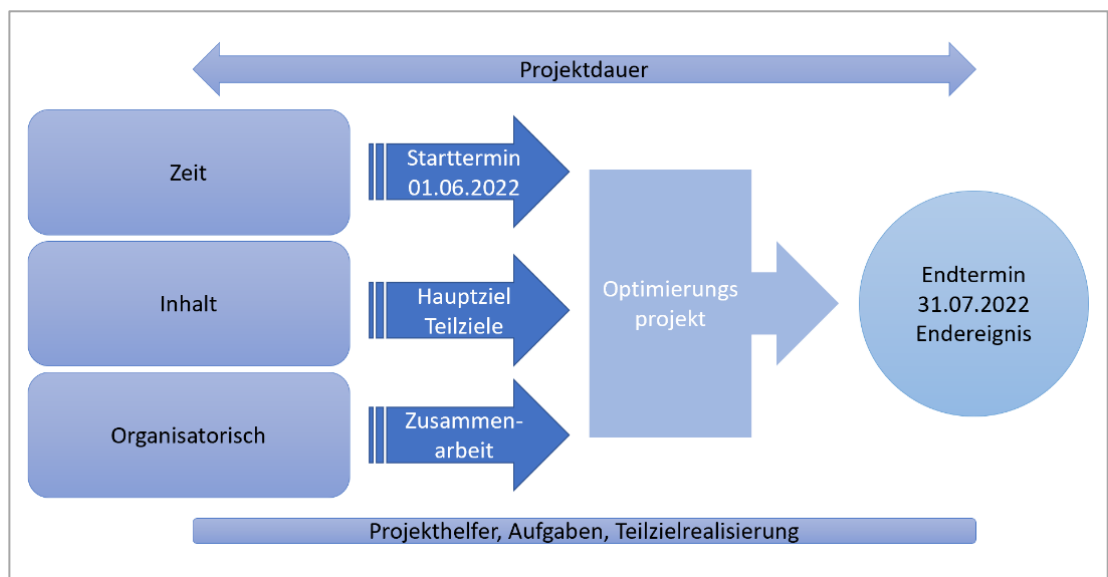 Projektdauer
Zeit
Starttermin
01.06.2022
Inhalt
Hauptziel
Teilziele
Organisatorisch
Zusammen-
arbeit
Optimierungs
projekt
Endtermin
31.07.2022
Endereignis
Projekthelfer, Aufgaben, Teilzielrealisierung